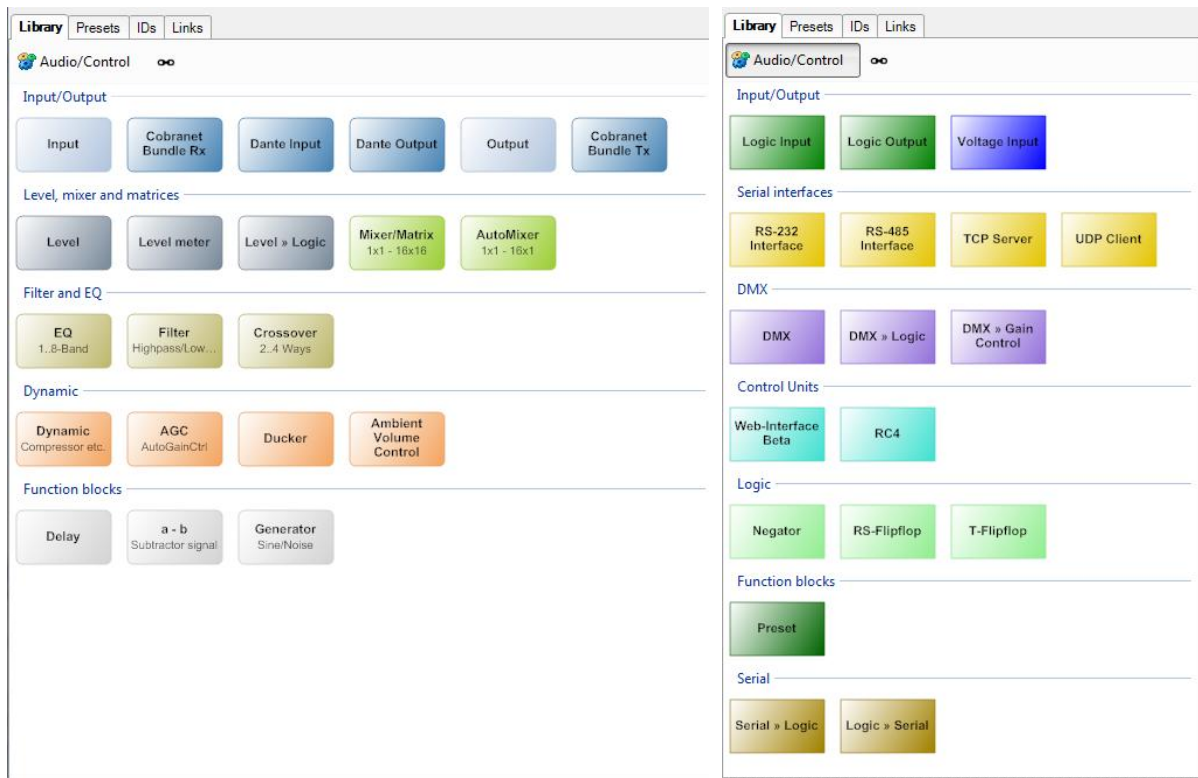 Library Presets IDs Links
Audio/Control
Input/Output
Input
Cobranet
Bundle Rx
Dante Input
Dante Output
Output
Cobranet
Bundle Tx
Level, mixer and matrices
Level
Level meter
Level » Logic
Mixer/Matrix
1x1 - 16x16
AutoMixer
1x1 - 16x1
Filter and EQ
EQ
1..8-Band
Filter
Highpass/Low...
Crossover
2..4 Ways
Dynamic
Dynamic
Compressor etc.
AGC
AutoGainCtrl
Ducker
Ambient
Volume
Control
Function blocks
Delay
a - b
Subtractor signal
Generator
Sine/Noise
Library Presets IDs Links
Audio/Control
Input/Output
Logic Input
Logic Output
Voltage Input
Serial interfaces
RS-232
Interface
RS-485
Interface
TCP Server
UDP Client
DMX
DMX
DMX » Logic
DMX » Gain
Control
Control Units
Web-Interface
Beta
RC4
Logic
Negator
RS-Flipflop
T-Flipflop
Function blocks
Preset
Serial
Serial » Logic
Logic » Serial